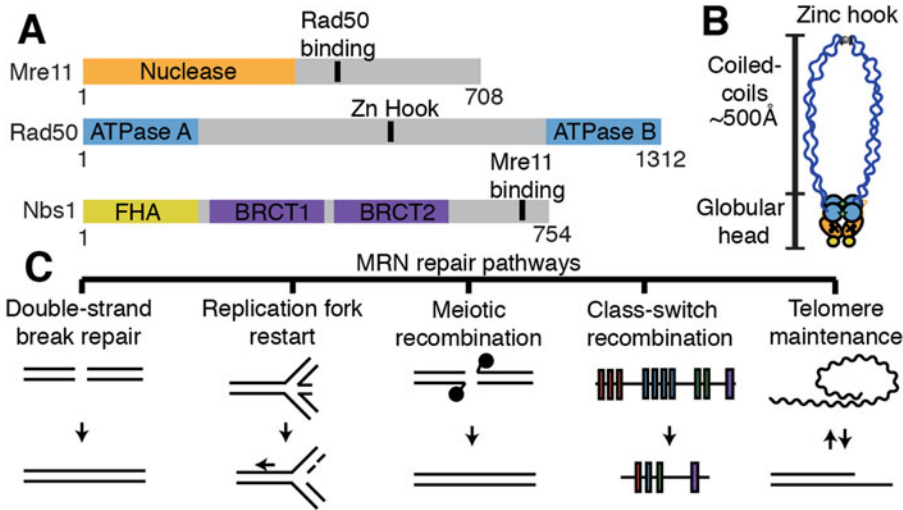 A
Rad50
binding
Mre11
Nuclease
1
708
Zn Hook
Rad50
ATPase A
ATPase B
1
1312
Mre11
binding
Nbs1
FHA
BRCT1
BRCT2
1
754
B
Zinc hook
Coiled-
coils
~500Å
Globular
head
C
MRN repair pathways
Double-strand
break repair
Replication fork
restart
Meiotic
recombination
Class-switch
recombination
Telomere
maintenance